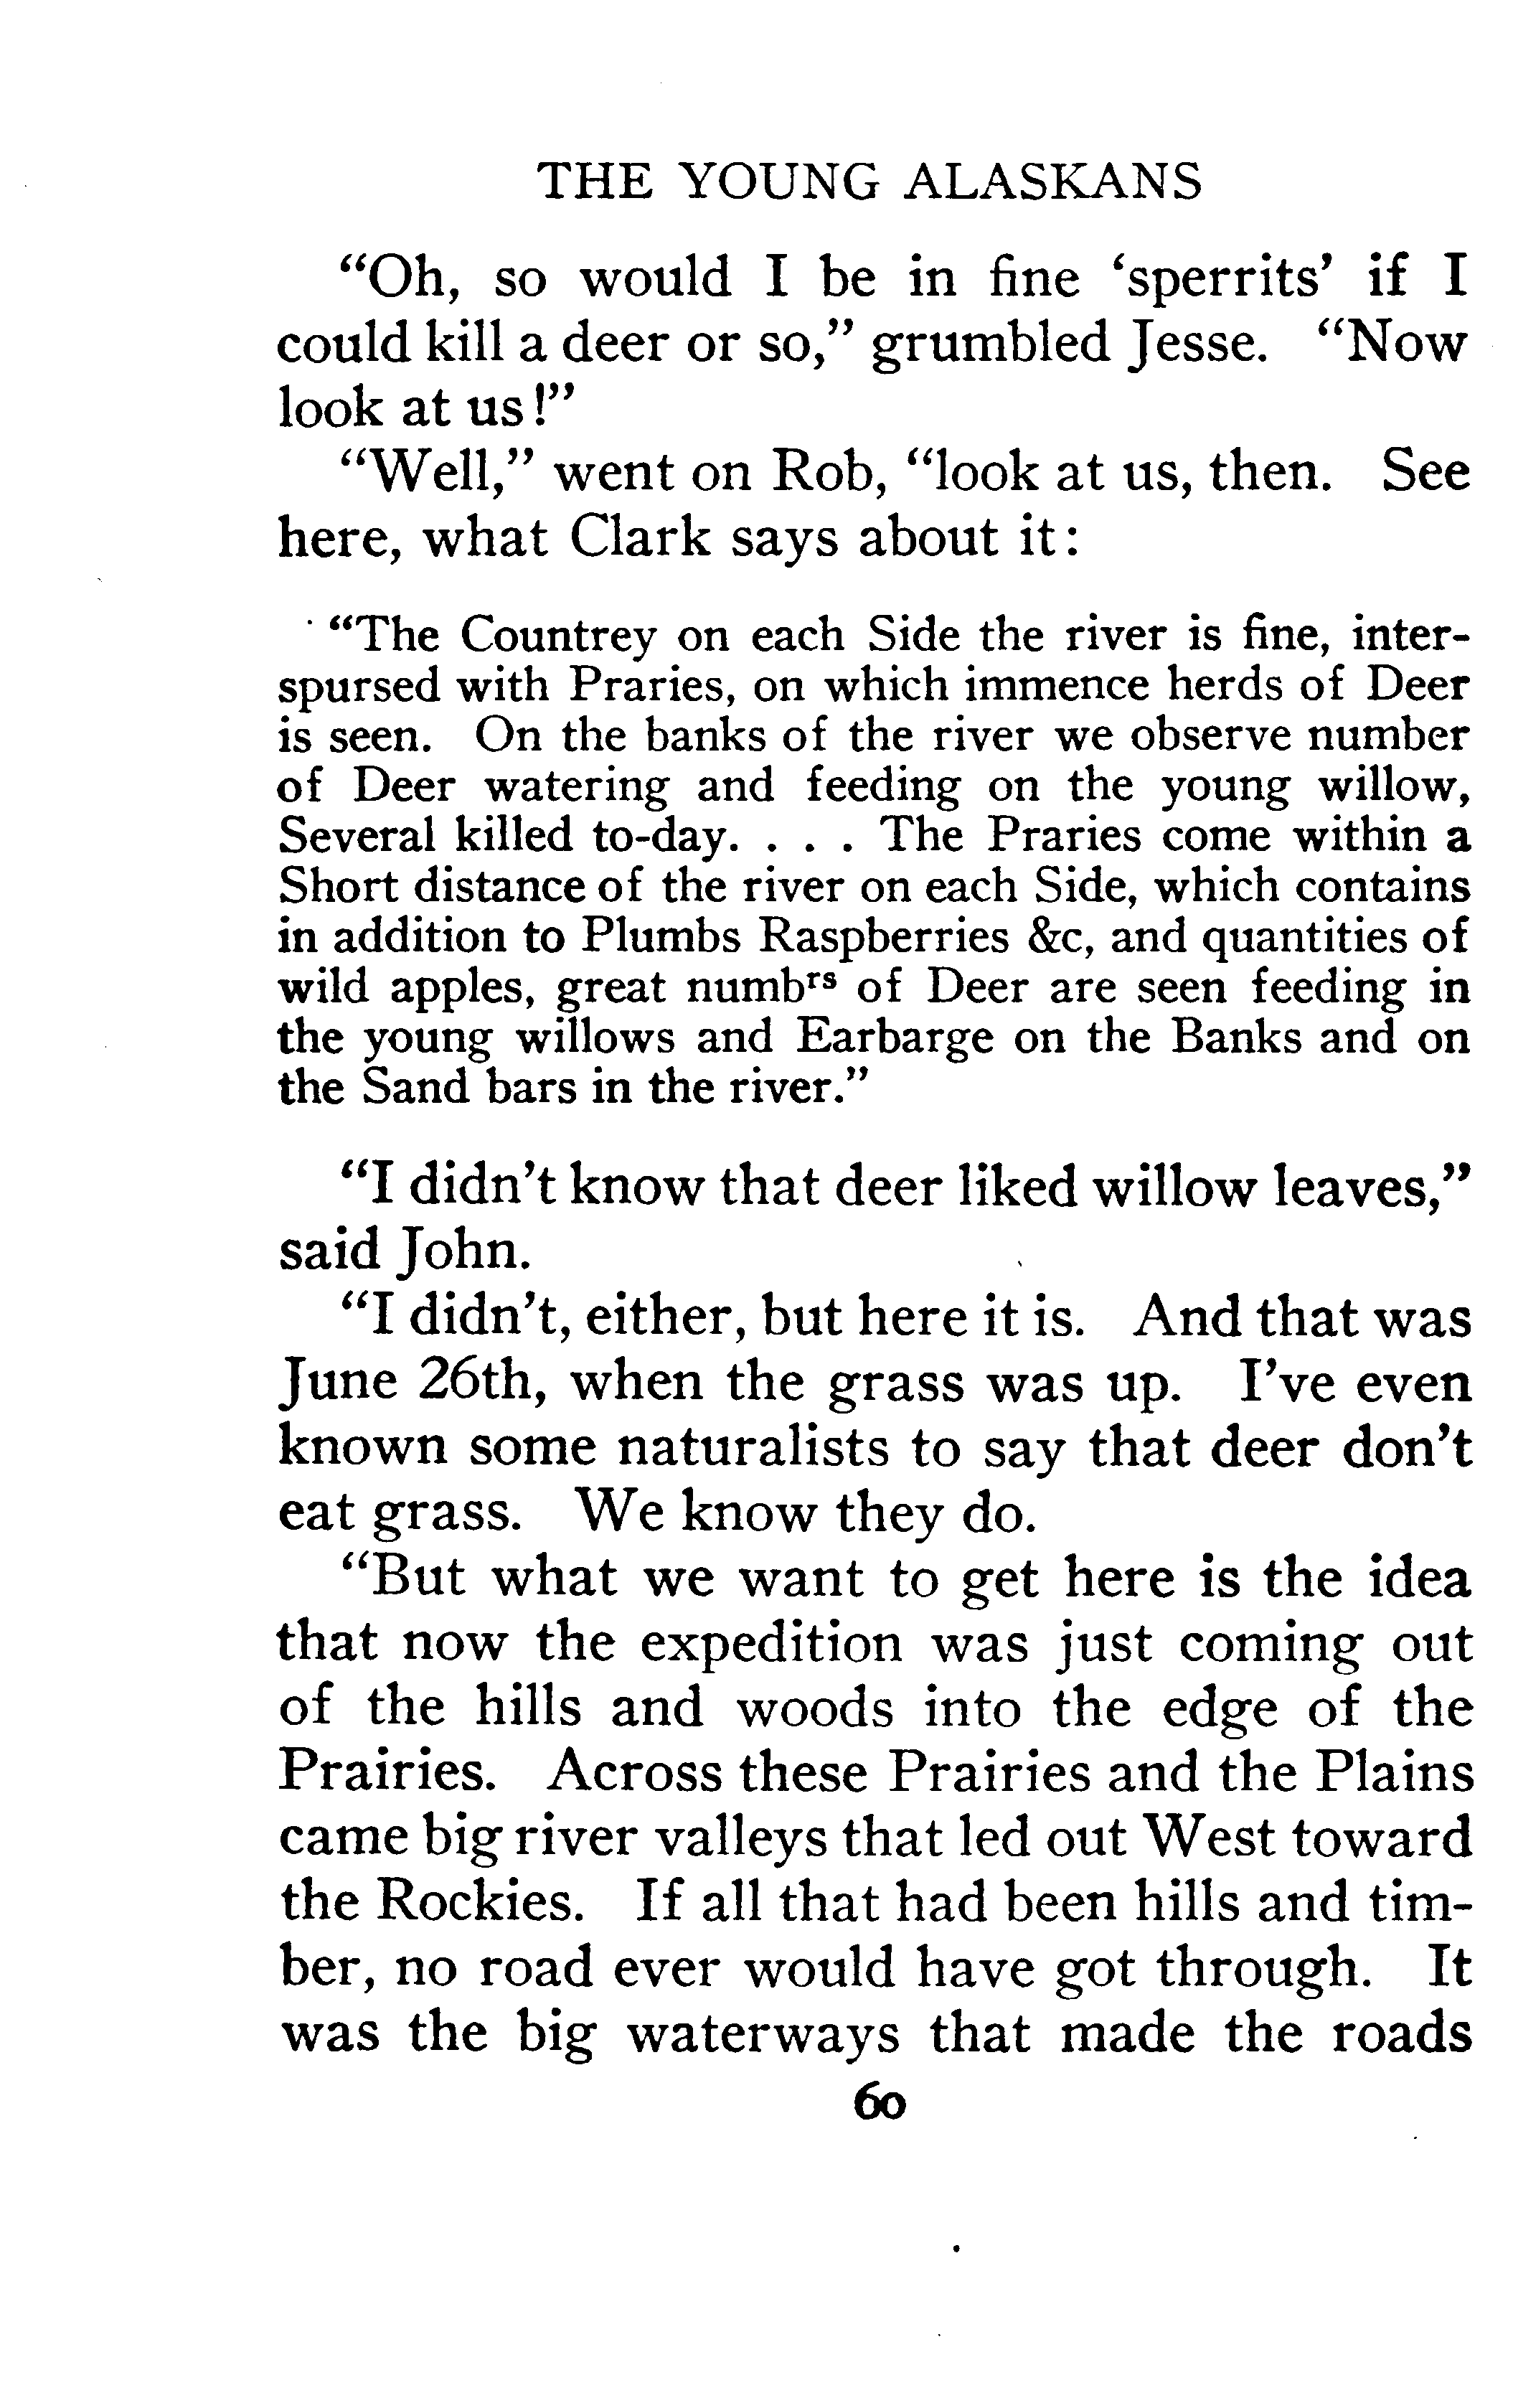 THE YOUNG ALASKANS
“Oh, so would I be in fine ‘sperrits’ if I
could kill a deer or so,” grumbled Jesse. “Now
look at us!”
“Well,” went on Rob, “look at us, then. See
here, what Clark says about it:
“The Countrey on each Side the river is fine, inter-
spursed with Praries, on which immence herds of Deer
is seen. On the banks of the river we observe number
of Deer watering and feeding on the young willow,
Several killed to-day. . . . The Praries come within a
Short distance of the river on each Side, which contains
in addition to Plumbs Raspberries &c, and quantities of
wild apples, great numbʳˢ of Deer are seen feeding in
the young willows and Earbarge on the Banks and on
the Sand bars in the river.”
“I didn’t know that deer liked willow leaves,”
said John.
“I didn’t, either, but here it is. And that was
June 26th, when the grass was up. I’ve even
known some naturalists to say that deer don’t
eat grass. We know they do.
“But what we want to get here is the idea
that now the expedition was just coming out
of the hills and woods into the edge of the
Prairies. Across these Prairies and the Plains
came big river valleys that led out West toward
the Rockies. If all that had been hills and tim-
ber, no road ever would have got through. It
was the big waterways that made the roads
60